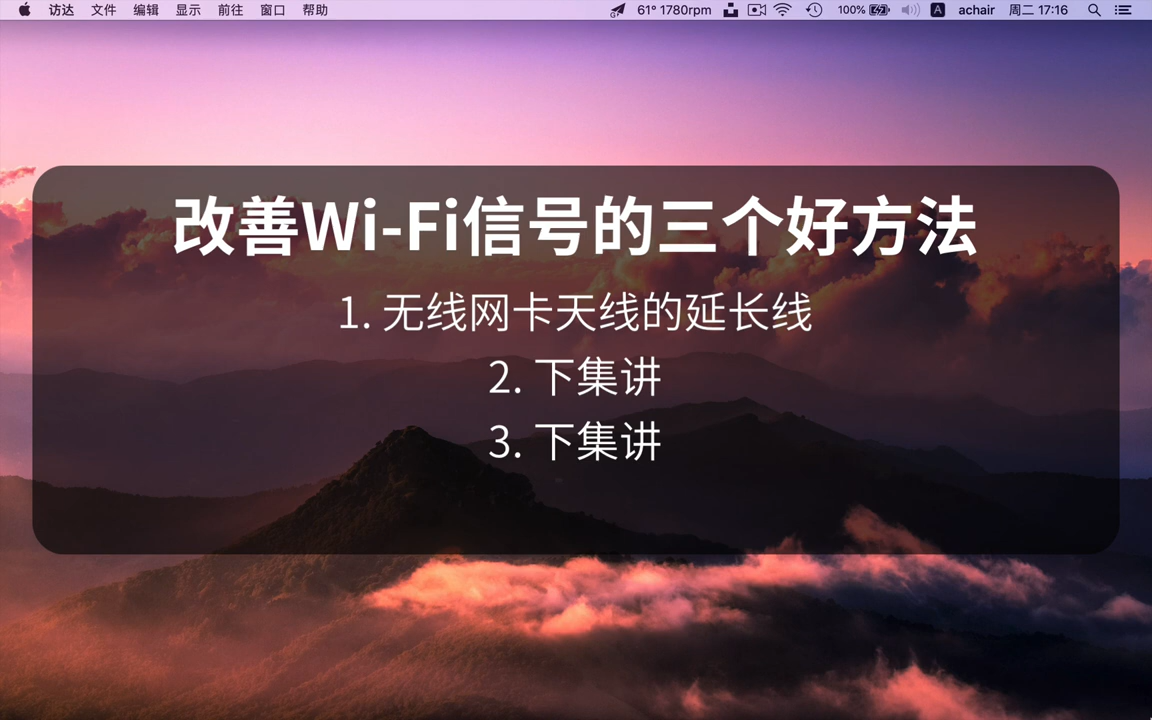 访达 文件 编辑 显示 前往 窗口 帮助 61° 1780rpm 100% A achair 周二 17:16
改善Wi-Fi信号的三个好方法
1. 无线网卡天线的延长线
2. 下集讲
3. 下集讲